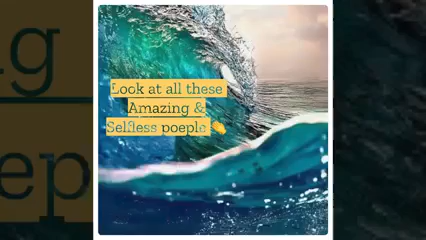 Look at all these
Amazing &
Selfless poeple 👏